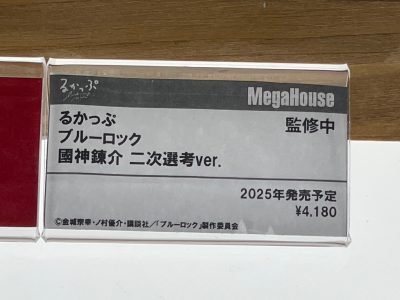 るかっぷ MegaHouse
るかっぷ 監修中
ブルーロック
國神錬介 二次選考ver.
2025年発売予定
¥4,180
©金城宗幸・ノ村優介・講談社/「ブルーロック」製作委員会